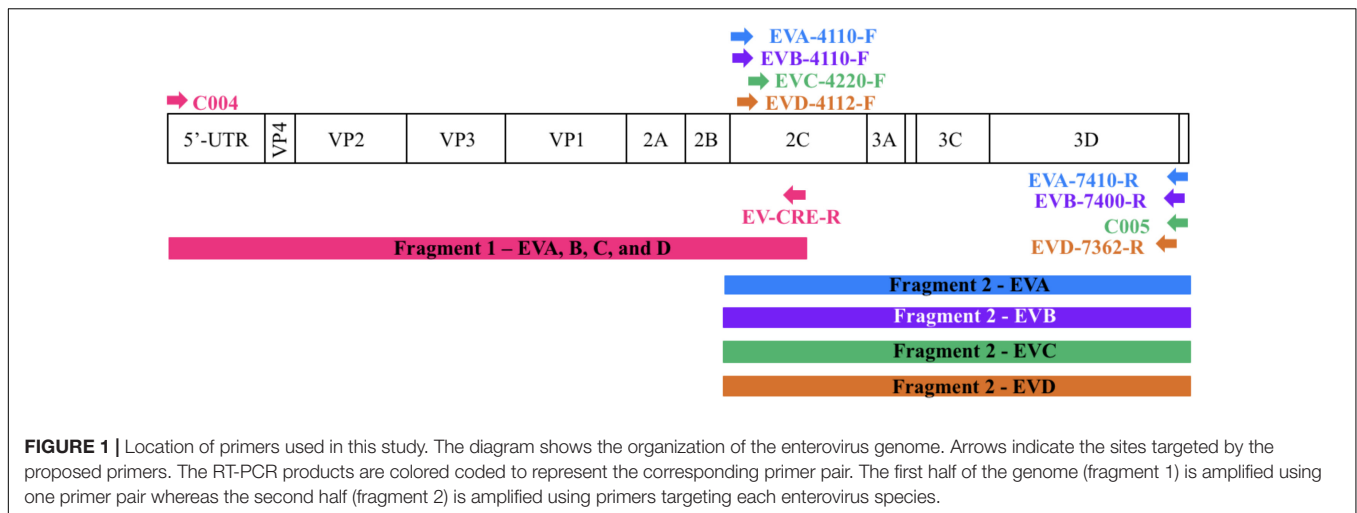 EVA-4110-F
EVB-4110-F
EVC-4220-F
C004 EVD-4112-F
5'-UTR VP4 VP2 VP3 VP1 2A 2B 2C 3A 3C 3D
EVA-7410-R
EV-CRE-R EVB-7400-R
C005
Fragment 1 – EVA, B, C, and D EVD-7362-R
Fragment 2 - EVA
Fragment 2 - EVB
Fragment 2 - EVC
Fragment 2 - EVD
FIGURE 1 | Location of primers used in this study. The diagram shows the organization of the enterovirus genome. Arrows indicate the sites targeted by the
proposed primers. The RT-PCR products are colored coded to represent the corresponding primer pair. The first half of the genome (fragment 1) is amplified using
one primer pair whereas the second half (fragment 2) is amplified using primers targeting each enterovirus species.